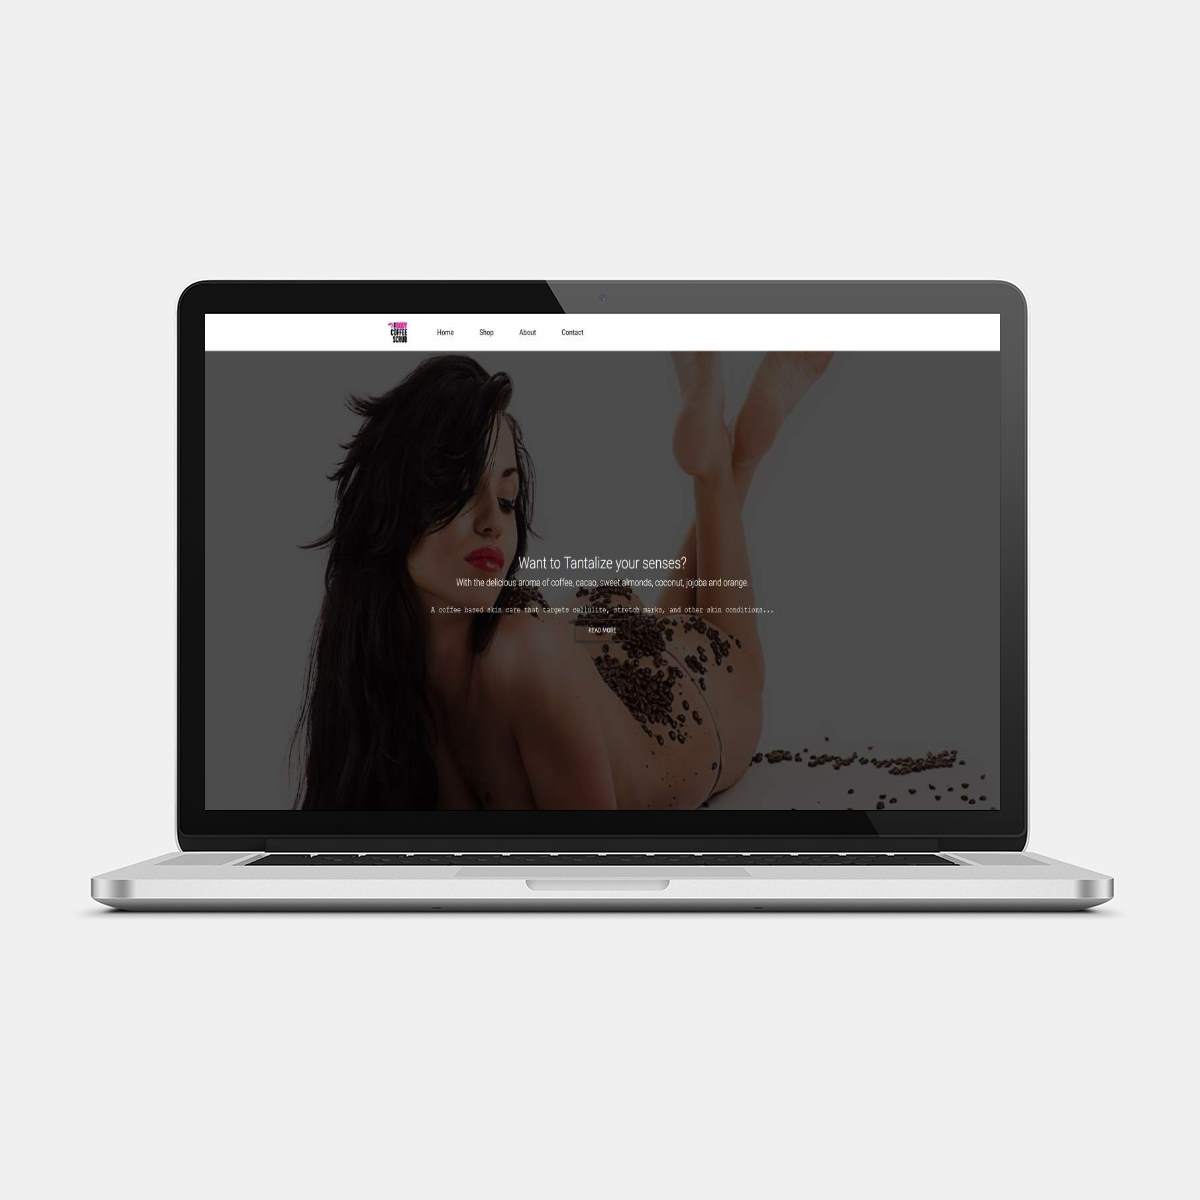 BODY
COFFEE
SCRUB
Home
Shop
About
Contact
Want to Tantalize your senses?
With the delicious aroma of coffee, cacao, sweet almonds, coconut, jojoba and orange.
A coffee based skin care that targets cellulite, stretch marks, and other skin conditions...
READ MORE